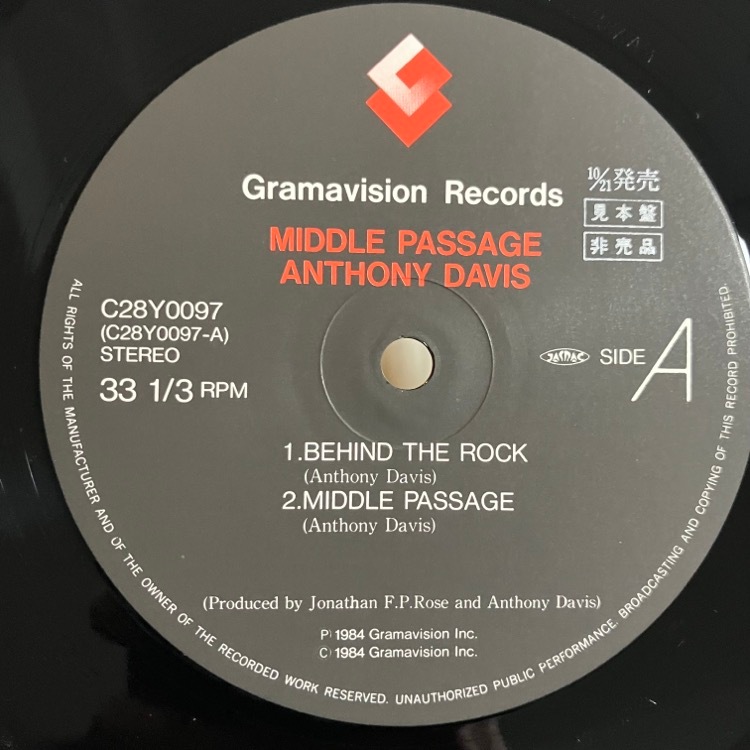 Gramavision Records
10/21発売
見本盤
非売品
MIDDLE PASSAGE
ANTHONY DAVIS
C28Y0097
(C28Y0097-A)
STEREO
33 1/3 RPM
JASRAC
SIDE A
1.BEHIND THE ROCK
(Anthony Davis)
2.MIDDLE PASSAGE
(Anthony Davis)
(Produced by Jonathan F.P.Rose and Anthony Davis)
P) 1984 Gramavision Inc.
C) 1984 Gramavision Inc.
ALL RIGHTS OF THE MANUFACTURER AND OF THE OWNER OF THE RECORDED WORK RESERVED. UNAUTHORIZED PUBLIC PERFORMANCE. BROADCASTING AND COPYING OF THIS RECORD PROHIBITED.